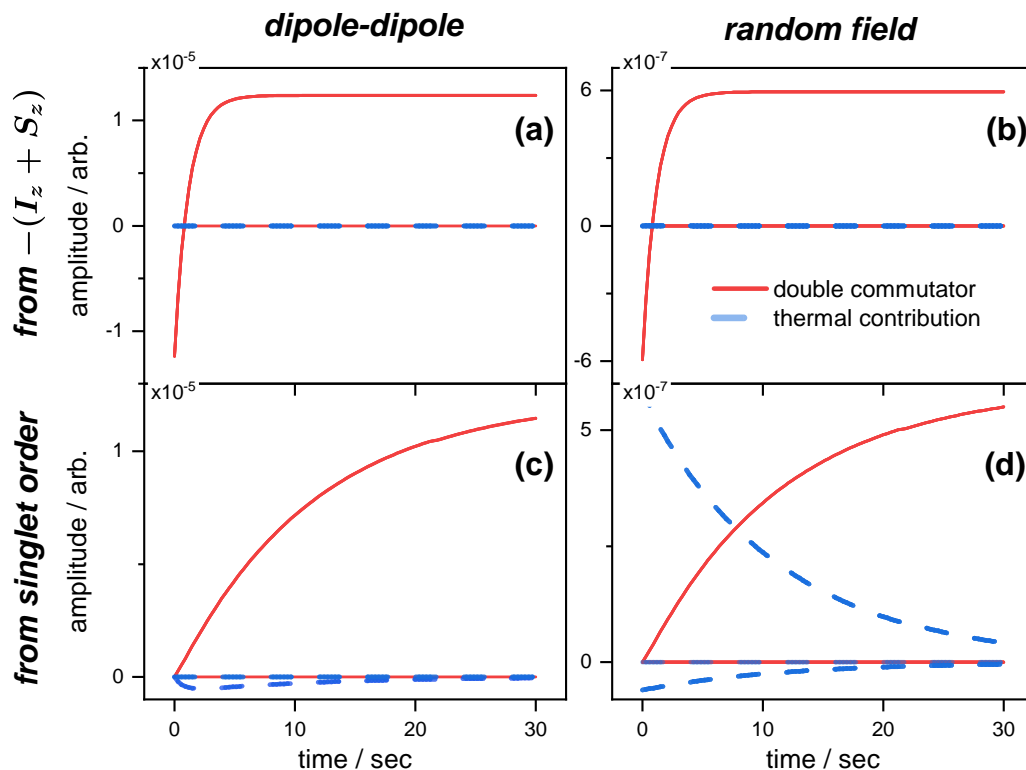 dipole-dipole random field
x10⁻⁵ x10⁻⁷
from −(I_z + S_z)
amplitude / arb.
1
0
-1
(a)
6
0
-6
(b)
double commutator
thermal contribution
x10⁻⁵ x10⁻⁷
from singlet order
amplitude / arb.
1
0
(c)
5
0
(d)
0 10 20 30 0 10 20 30
time / sec time / sec